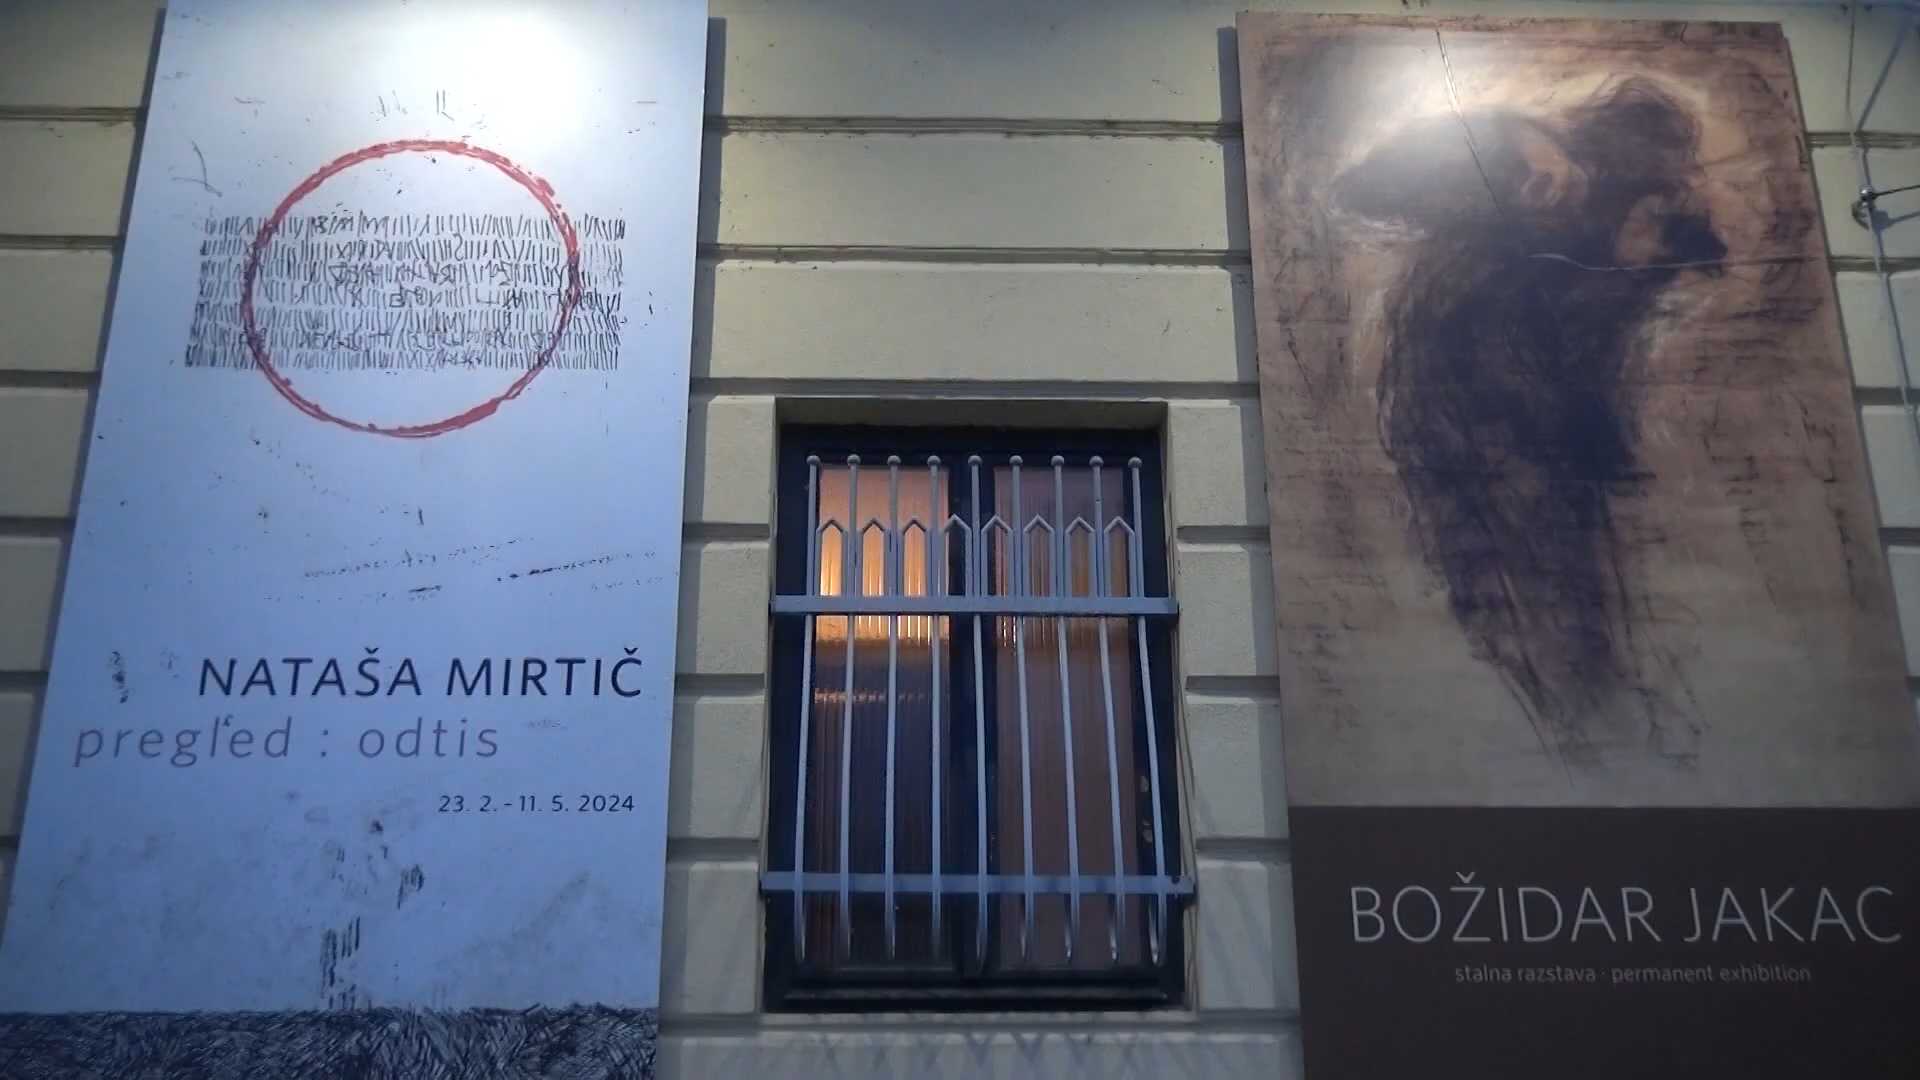 NATAŠA MIRTIČ
pregled : odtis
23. 2. - 11. 5. 2024
BOŽIDAR JAKAC
stalna razstava · permanent exhibition